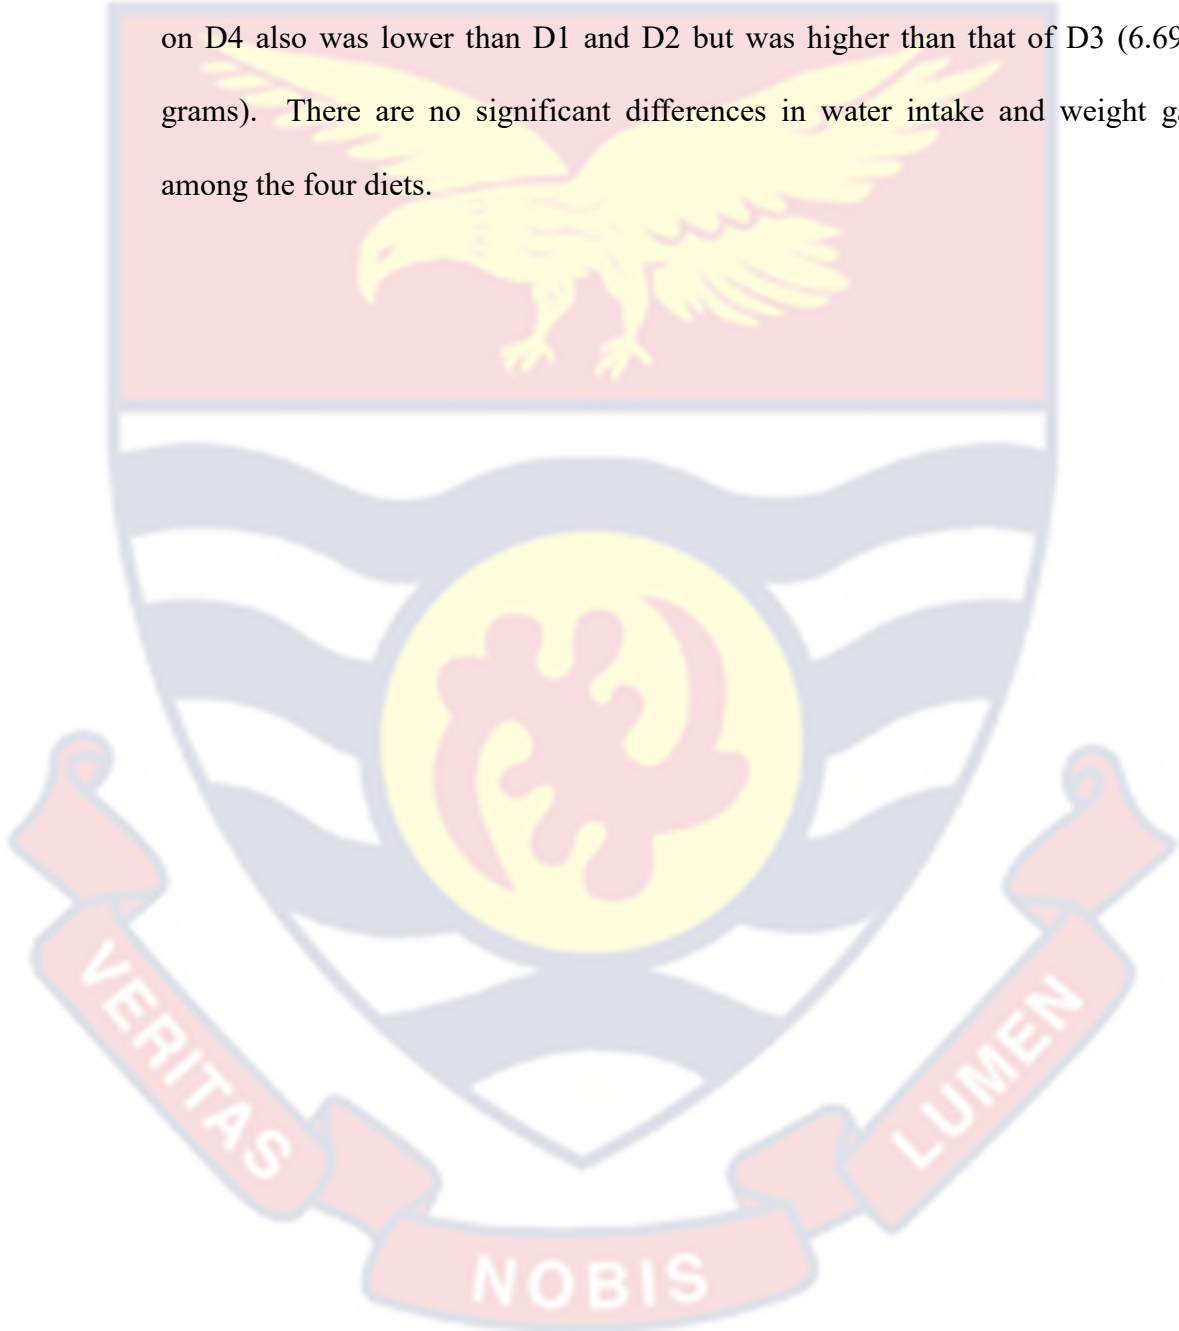 on D4 also was lower than D1 and D2 but was higher than that of D3 (6.69
grams). There are no significant differences in water intake and weight
among the four diets.
VERITAS
NOBIS
LUMEN